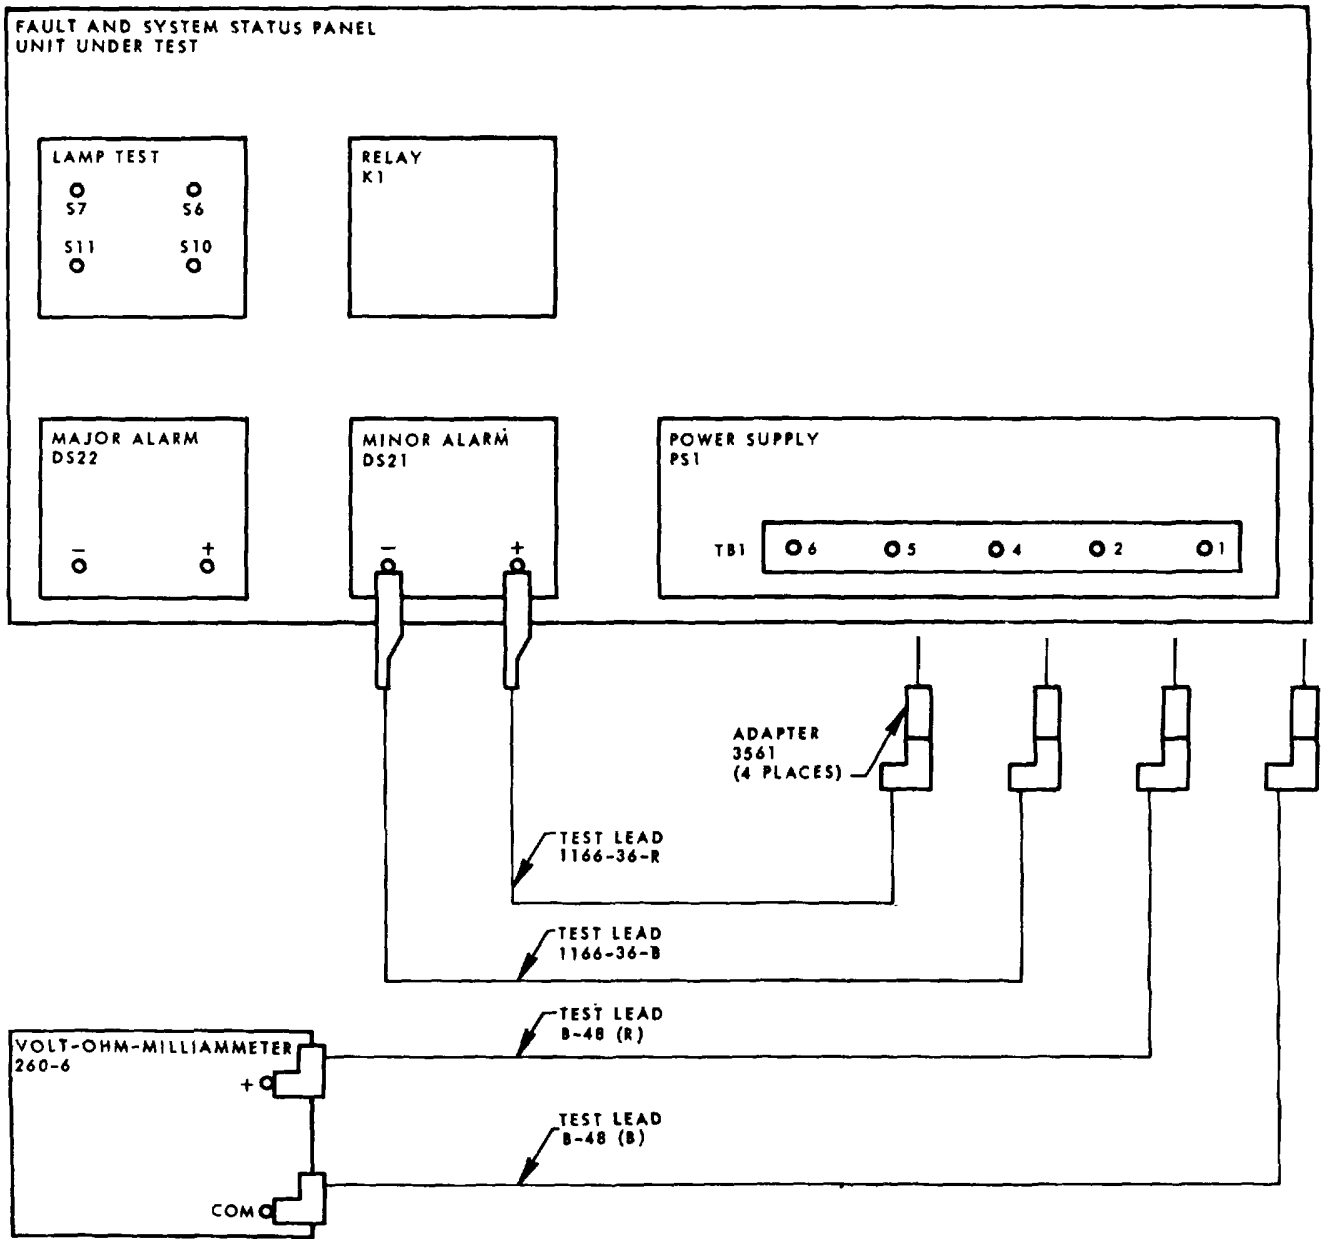 FAULT AND SYSTEM STATUS PANEL
UNIT UNDER TEST
LAMP TEST
S7 S6
S11 S10
RELAY
K1
MAJOR ALARM
DS22
- +
MINOR ALARM
DS21
- +
POWER SUPPLY
PS1
TB1 6 5 4 2 1
ADAPTER
3561
(4 PLACES)
TEST LEAD
1166-36-R
TEST LEAD
1166-36-B
TEST LEAD
B-48 (R)
VOLT-OHM-MILLIAMMETER
260-6
+
TEST LEAD
B-48 (B)
COM